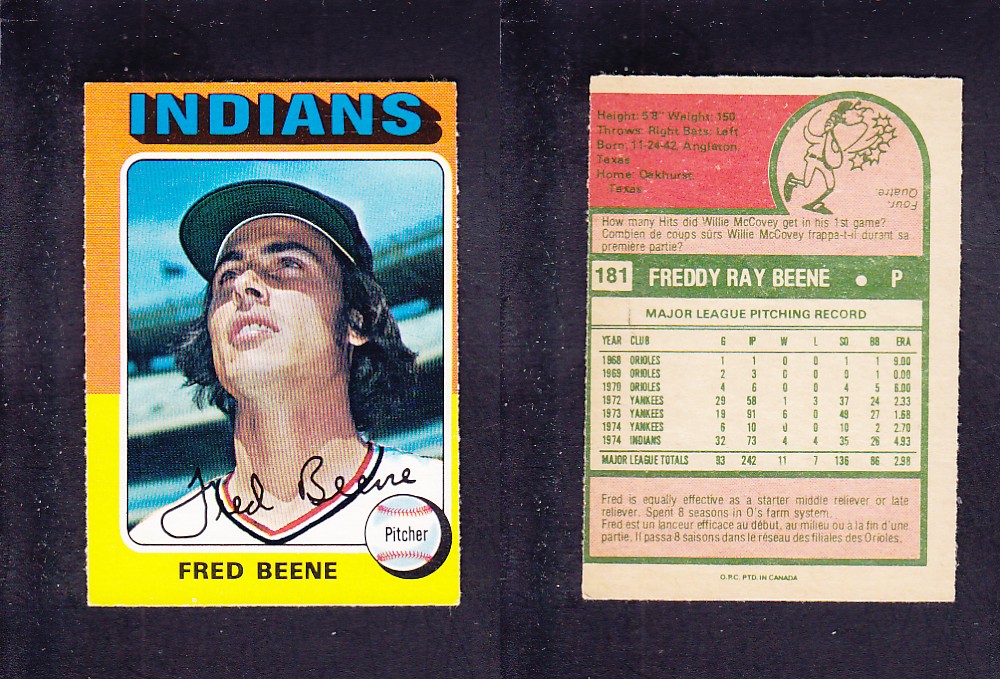 INDIANS
Fred Beene
Pitcher
FRED BEENE
Height: 5'8" Weight: 150
Throws: Right Bats: Left
Born: 11-24-42, Angleton,
Texas
Home: Oakhurst,
Texas
Four.
Quatre.
How many Hits did Willie McCovey get in his 1st game?
Combien de coups sûrs Willie McCovey frappa-t-il durant sa
première partie?
181 FREDDY RAY BEENE • P
MAJOR LEAGUE PITCHING RECORD
YEAR CLUB G IP W L SO BB ERA
1968 ORIOLES 1 1 0 0 1 1 9.00
1969 ORIOLES 2 3 0 0 0 1 0.00
1970 ORIOLES 4 6 0 0 4 5 6.00
1972 YANKEES 29 58 1 3 37 24 2.33
1973 YANKEES 19 91 6 0 49 27 1.68
1974 YANKEES 6 10 0 0 10 2 2.70
1974 INDIANS 32 73 4 4 35 26 4.93
MAJOR LEAGUE TOTALS 93 242 11 7 136 86 2.98
Fred is equally effective as a starter middle reliever or late
reliever. Spent 8 seasons in O's farm system.
Fred est un lanceur efficace au début, au milieu ou à la fin d'une
partie. Il passa 8 saisons dans le réseau des filiales des Orioles.
O.P.C. PTD. IN CANADA